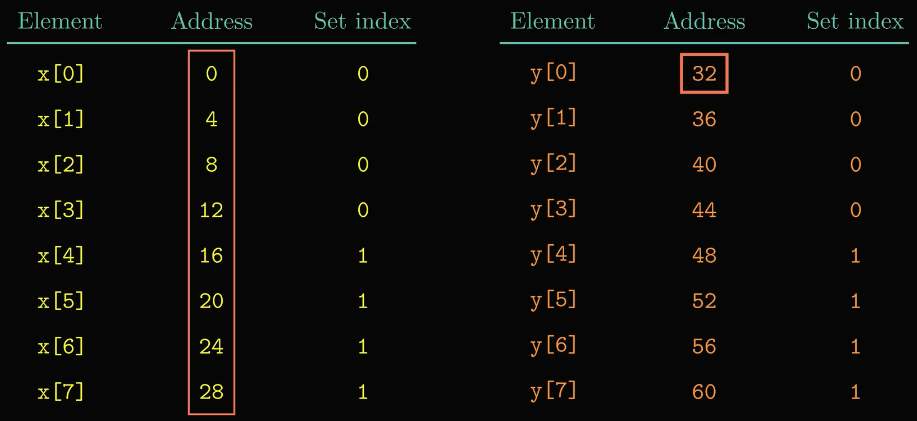 Element Address Set index Element Address Set index
x[0] 0 0 y[0] 32 0
x[1] 4 0 y[1] 36 0
x[2] 8 0 y[2] 40 0
x[3] 12 0 y[3] 44 0
x[4] 16 1 y[4] 48 1
x[5] 20 1 y[5] 52 1
x[6] 24 1 y[6] 56 1
x[7] 28 1 y[7] 60 1